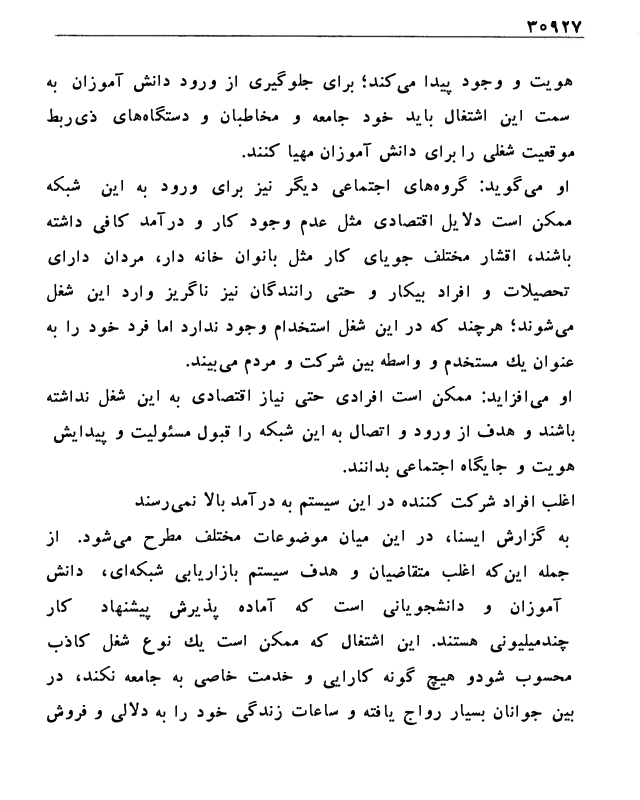 ۳۰۹۲۷
هویت و وجود پیدا می‌کند؛ برای جلوگیری از ورود دانش آموزان به
سمت این اشتغال باید خود جامعه و مخاطبان و دستگاه‌های ذی‌ربط
موقعیت شغلی را برای دانش آموزان مهیا کنند.
او می‌گوید: گروه‌های اجتماعی دیگر نیز برای ورود به این شبکه
ممکن است دلایل اقتصادی مثل عدم وجود کار و درآمد کافی داشته
باشند، اقشار مختلف جویای کار مثل بانوان خانه دار، مردان دارای
تحصیلات و افراد بیکار و حتی رانندگان نیز ناگریز وارد این شغل
می‌شوند؛ هرچند که در این شغل استخدام وجود ندارد اما فرد خود را به
عنوان یك مستخدم و واسطه بین شرکت و مردم می‌بیند.
او می‌افزاید: ممکن است افرادی حتی نیاز اقتصادی به این شغل نداشته
باشند و هدف از ورود و اتصال به این شبکه را قبول مسئولیت و پیدایش
هویت و جایگاه اجتماعی بدانند.
اغلب افراد شرکت کننده در این سیستم به درآمد بالا نمی‌رسند
به گزارش ایسنا، در این میان موضوعات مختلف مطرح می‌شود. از
جمله این‌که اغلب متقاضیان و هدف سیستم بازاریابی شبکه‌ای، دانش
آموزان و دانشجویانی است که آماده پذیرش پیشنهاد کار
چندمیلیونی هستند. این اشتغال که ممکن است یك نوع شغل کاذب
محسوب شودو هیچ گونه کارایی و خدمت خاصی به جامعه نکند، در
بین جوانان بسیار رواج یافته و ساعات زندگی خود را به دلالی و فروش